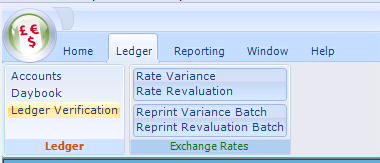 £ €
$
Home Ledger Reporting Window Help
Accounts
Daybook
Ledger Verification
Ledger
Rate Variance
Rate Revaluation
Reprint Variance Batch
Reprint Revaluation Batch
Exchange Rates